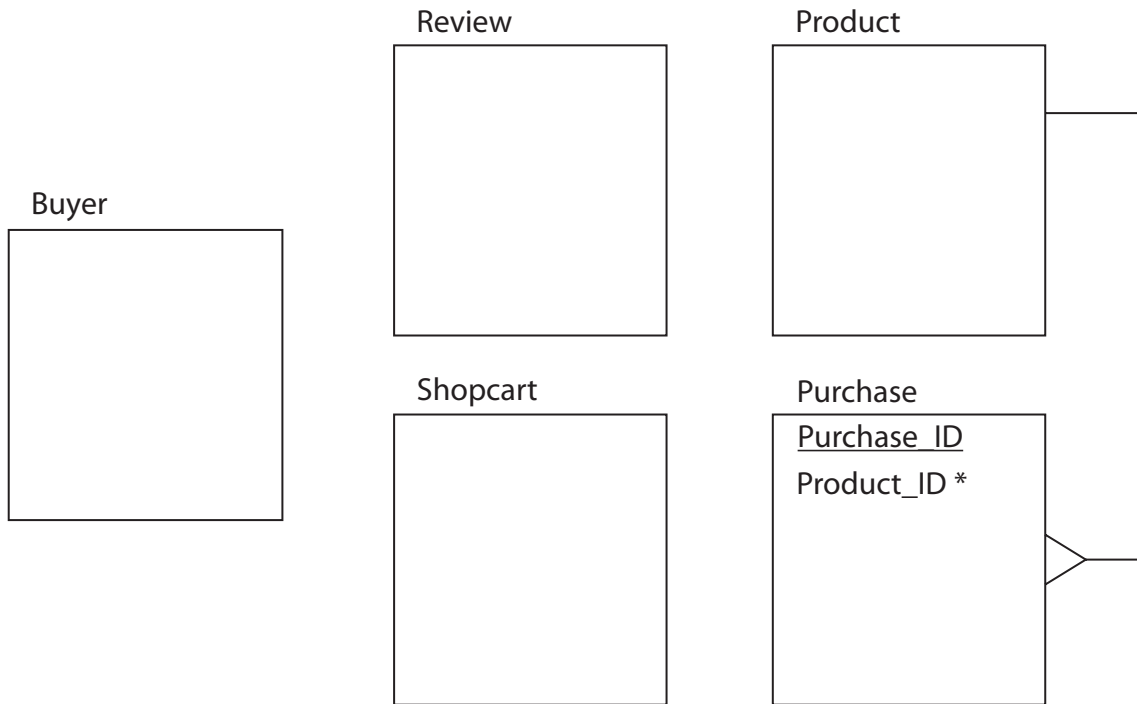 Review
Product
Buyer
Shopcart
Purchase
Purchase_ID
Product_ID *